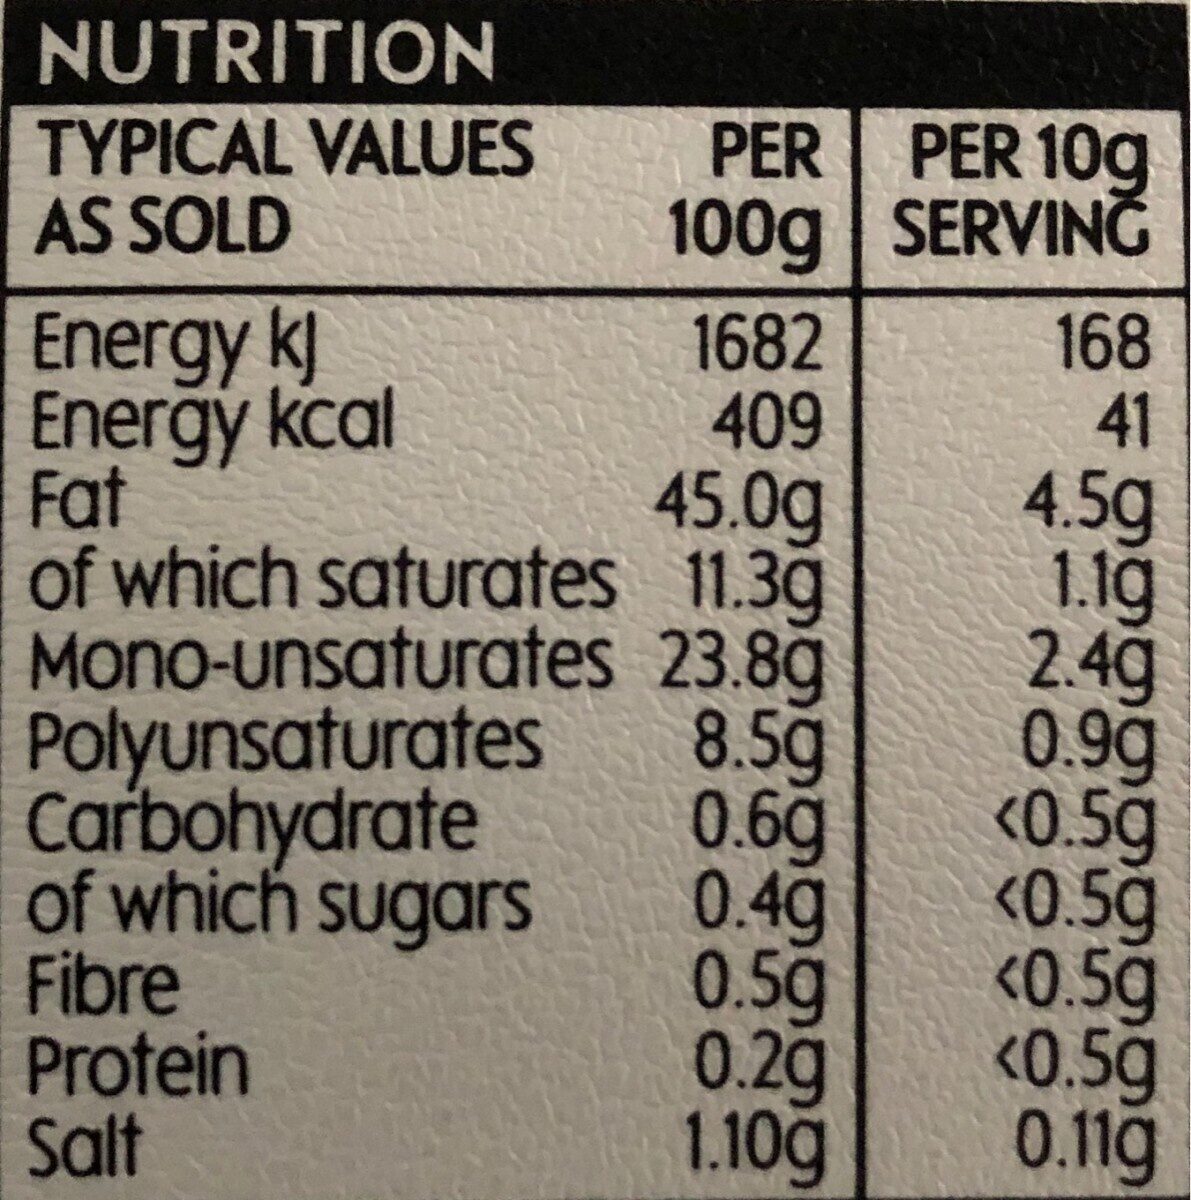 NUTRITION
TYPICAL VALUES PER PER 10g
AS SOLD 100g SERVING
Energy kJ 1682 168
Energy kcal 409 41
Fat 45.0g 4.5g
of which saturates 11.3g 1.1g
Mono-unsaturates 23.8g 2.4g
Polyunsaturates 8.5g 0.9g
Carbohydrate 0.6g <0.5g
of which sugars 0.4g <0.5g
Fibre 0.5g <0.5g
Protein 0.2g <0.5g
Salt 1.10g 0.11g